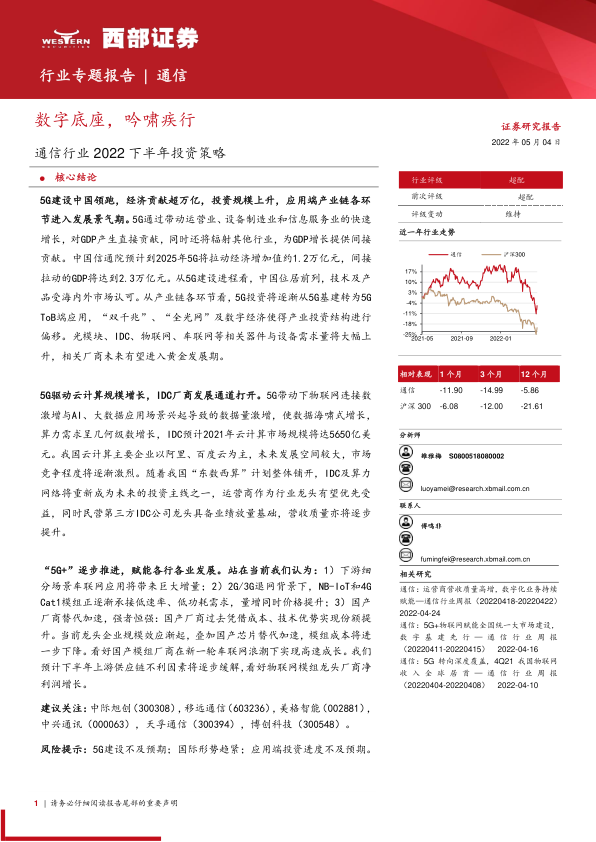 WESTERN
SECURITIES
西部证券
行业专题报告 | 通信
数字底座，吟啸疾行
通信行业 2022 下半年投资策略
证券研究报告
2022 年 05 月 04 日
● 核心结论
5G建设中国领跑，经济贡献超万亿，投资规模上升，应用端产业链各环
节进入发展景气期。5G通过带动运营业、设备制造业和信息服务业的快速
增长，对GDP产生直接贡献，同时还将辐射其他行业，为GDP增长提供间接
贡献。中国信通院预计到2025年5G将拉动经济增加值约1.2万亿元，间接
拉动的GDP将达到2.3万亿元。从5G建设进程看，中国位居前列，技术及产
品受海内外市场认可。从产业链各环节看，5G投资将逐渐从5G基建转为5G
ToB端应用，“双千兆”、“全光网”及数字经济使得产业投资结构进行
偏移。光模块、IDC、物联网、车联网等相关器件与设备需求量将大幅上
升，相关厂商未来有望进入黄金发展期。
5G驱动云计算规模增长，IDC厂商发展通道打开。5G带动下物联网连接数
激增与AI、大数据应用场景兴起导致的数据量激增，使数据海啸式增长，
算力需求呈几何级数增长，IDC预计2021年云计算市场规模将达5650亿美
元。我国云计算主要企业以阿里、百度云为主，未来发展空间较大，市场
竞争程度将逐渐激烈。随着我国“东数西算”计划整体铺开，IDC及算力
网络将重新成为未来的投资主线之一，运营商作为行业龙头有望优先受
益，同时民营第三方IDC公司龙头具备业绩放量基础，营收质量亦将逐步
提升。
“5G+”逐步推进，赋能各行各业发展。站在当前我们认为：1）下游细
分场景车联网应用将带来巨大增量；2）2G/3G退网背景下，NB-IoT和4G
Cat1模组正逐渐承接低速率、低功耗需求，量增同时价格提升；3）国产
厂商替代加速，强者恒强：国产厂商过去凭借成本、技术优势实现份额提
升。当前龙头企业规模效应渐起，叠加国产芯片替代加速，模组成本将进
一步下降。看好国产模组厂商在新一轮车联网浪潮下实现高速成长。我们
预计下半年上游供应链不利因素将逐步缓解，看好物联网模组龙头厂商净
利润增长。
建议关注：中际旭创(300308)，移远通信(603236)，美格智能(002881)，
中兴通讯（000063），天孚通信（300394），博创科技（300548）。
风险提示：5G建设不及预期；国际形势趋紧；应用端投资进度不及预期。
行业评级 超配
前次评级 超配
评级变动 维持
近一年行业走势
通信 沪深300
17%
10%
3%
-4%
-11%
-18%
-25%
2021-05 2021-09 2022-01
相对表现 1 个月 3 个月 12 个月
通信 -11.90 -14.99 -5.86
沪深 300 -6.08 -12.00 -21.61
分析师
雒雅梅 S0800518080002
luoyamei@research.xbmail.com.cn
联系人
傅鸣非
fumingfei@research.xbmail.com.cn
相关研究
通信：运营商营收质量高增，数字化业务持续
赋能—通信行业周报（20220418-20220422）
2022-04-24
通信：5G+物联网赋能全国统一大市场建设，
数字基建先行—通信行业周报
（20220411-20220415） 2022-04-16
通信：5G 转向深度覆盖，4Q21 我国物联网
收入全球居首—通信行业周报
（20220404-20220408） 2022-04-10
1 | 请务必仔细阅读报告尾部的重要声明